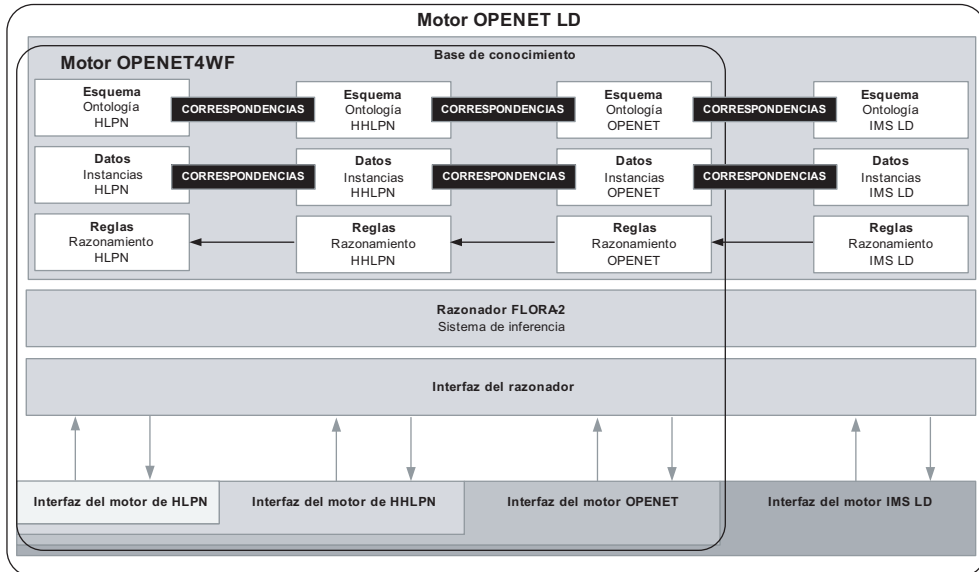 Motor OPENET LD
Base de conocimiento
Motor OPENET4WF
Esquema
Ontología
HLPN
CORRESPONDENCIAS
Esquema
Ontología
HHLPN
CORRESPONDENCIAS
Esquema
Ontología
OPENET
CORRESPONDENCIAS
Esquema
Ontología
IMS LD
Datos
Instancias
HLPN
CORRESPONDENCIAS
Datos
Instancias
HHLPN
CORRESPONDENCIAS
Datos
Instancias
OPENET
CORRESPONDENCIAS
Datos
Instancias
IMS LD
Reglas
Razonamiento
HLPN
Reglas
Razonamiento
HHLPN
Reglas
Razonamiento
OPENET
Reglas
Razonamiento
IMS LD
Razonador FLORA-2
Sistema de inferencia
Interfaz del razonador
Interfaz del motor de HLPN
Interfaz del motor de HHLPN
Interfaz del motor OPENET
Interfaz del motor IMS LD